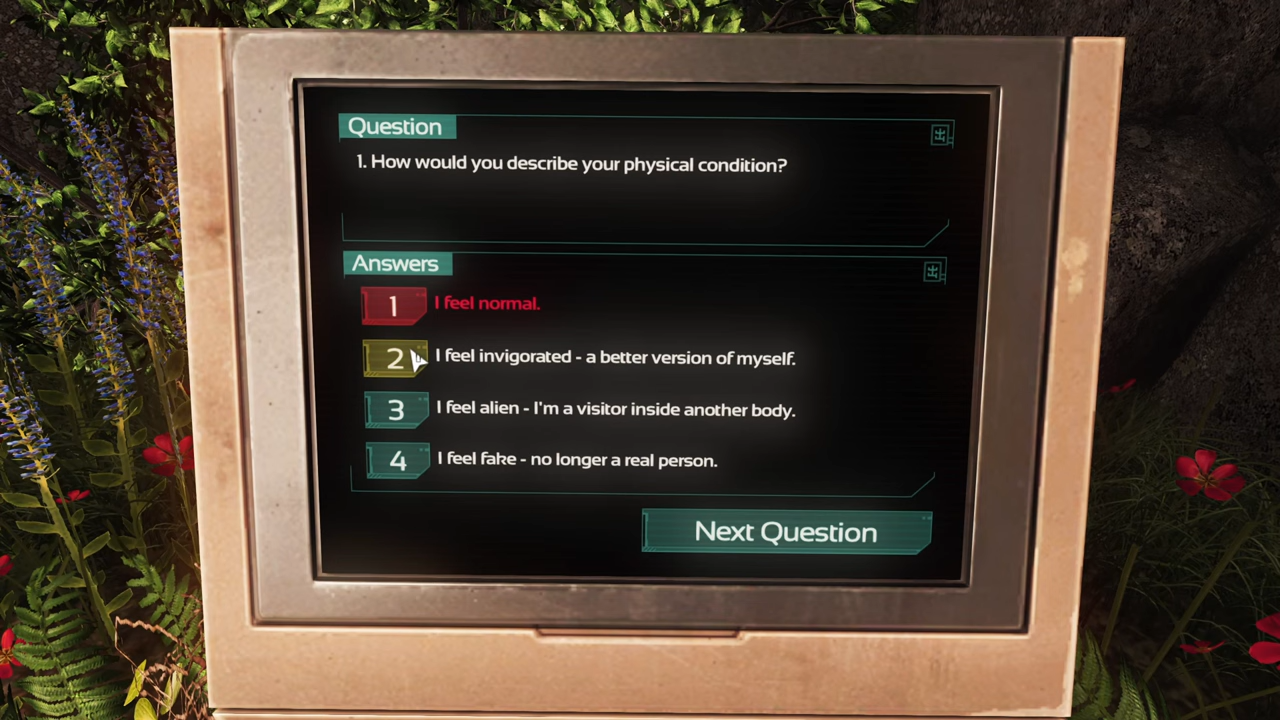 Question
1. How would you describe your physical condition?
Answers
1 I feel normal.
2 I feel invigorated - a better version of myself.
3 I feel alien - I'm a visitor inside another body.
4 I feel fake - no longer a real person.
Next Question